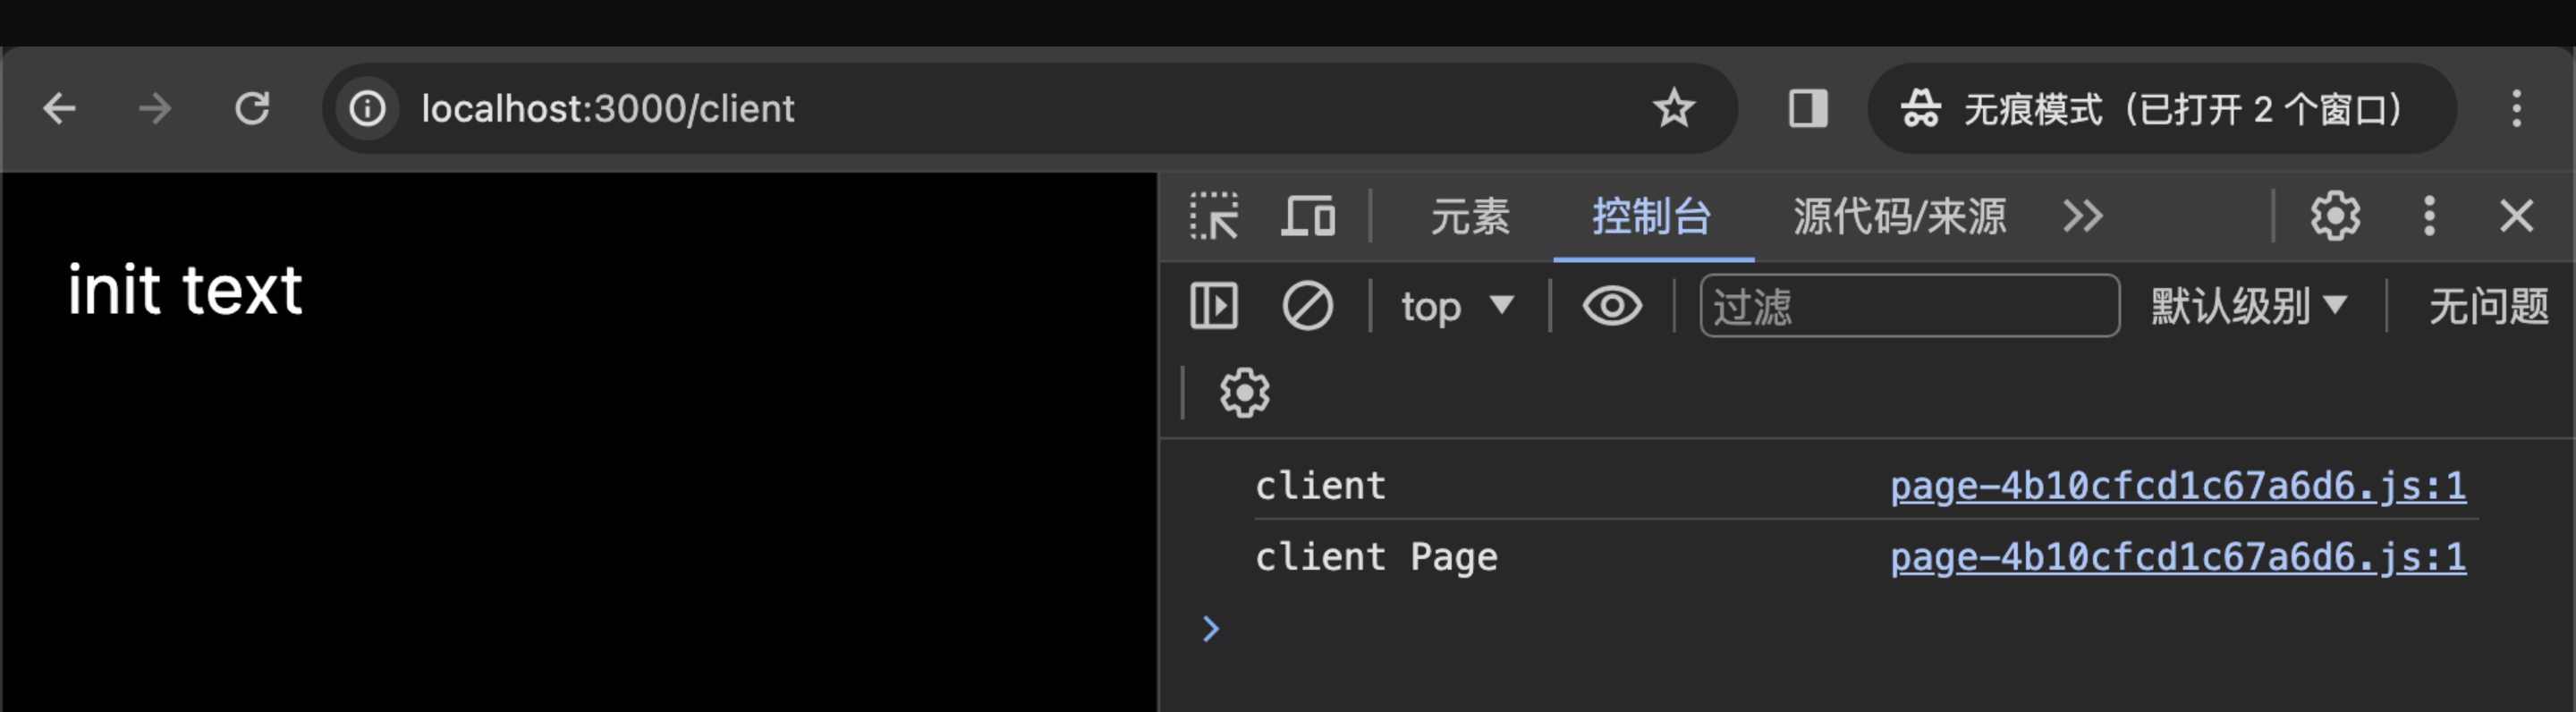 localhost:3000/client
无痕模式（已打开 2 个窗口）
init text
元素 控制台 源代码/来源
top 过滤 默认级别 无问题
client page-4b10cfcd1c67a6d6.js:1
client Page page-4b10cfcd1c67a6d6.js:1